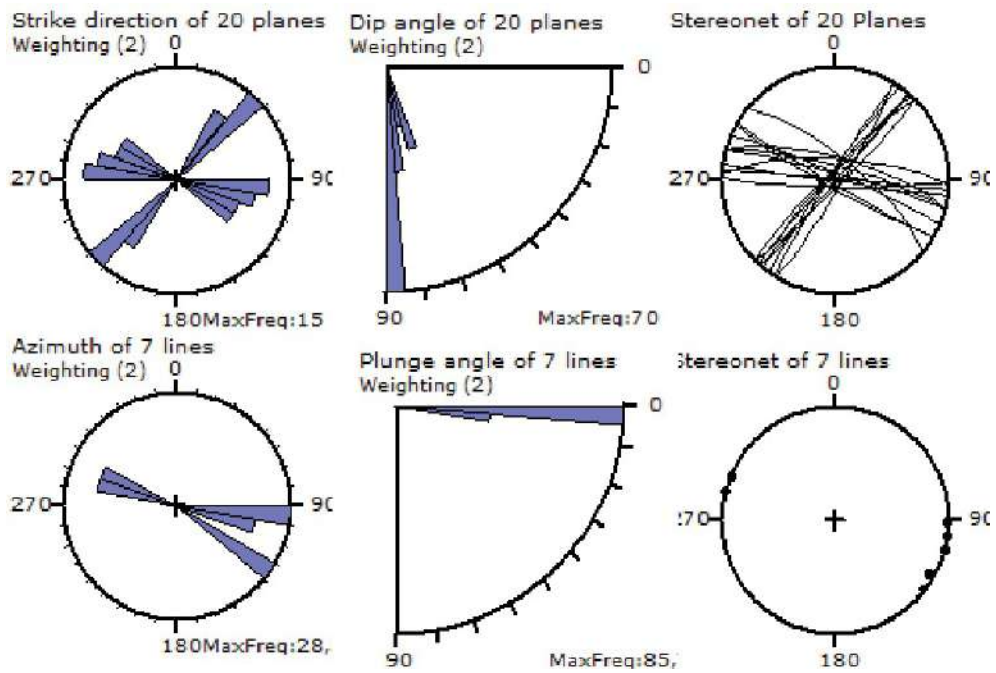 Strike direction of 20 planes
Weighting (2)
0
270
90
180MaxFreq:15
Dip angle of 20 planes
Weighting (2)
0
90
MaxFreq:70
Stereonet of 20 Planes
0
270
90
180
Azimuth of 7 lines
Weighting (2)
0
270
90
180MaxFreq:28,
Plunge angle of 7 lines
Weighting (2)
0
90
MaxFreq:85,
Stereonet of 7 lines
0
270
90
180